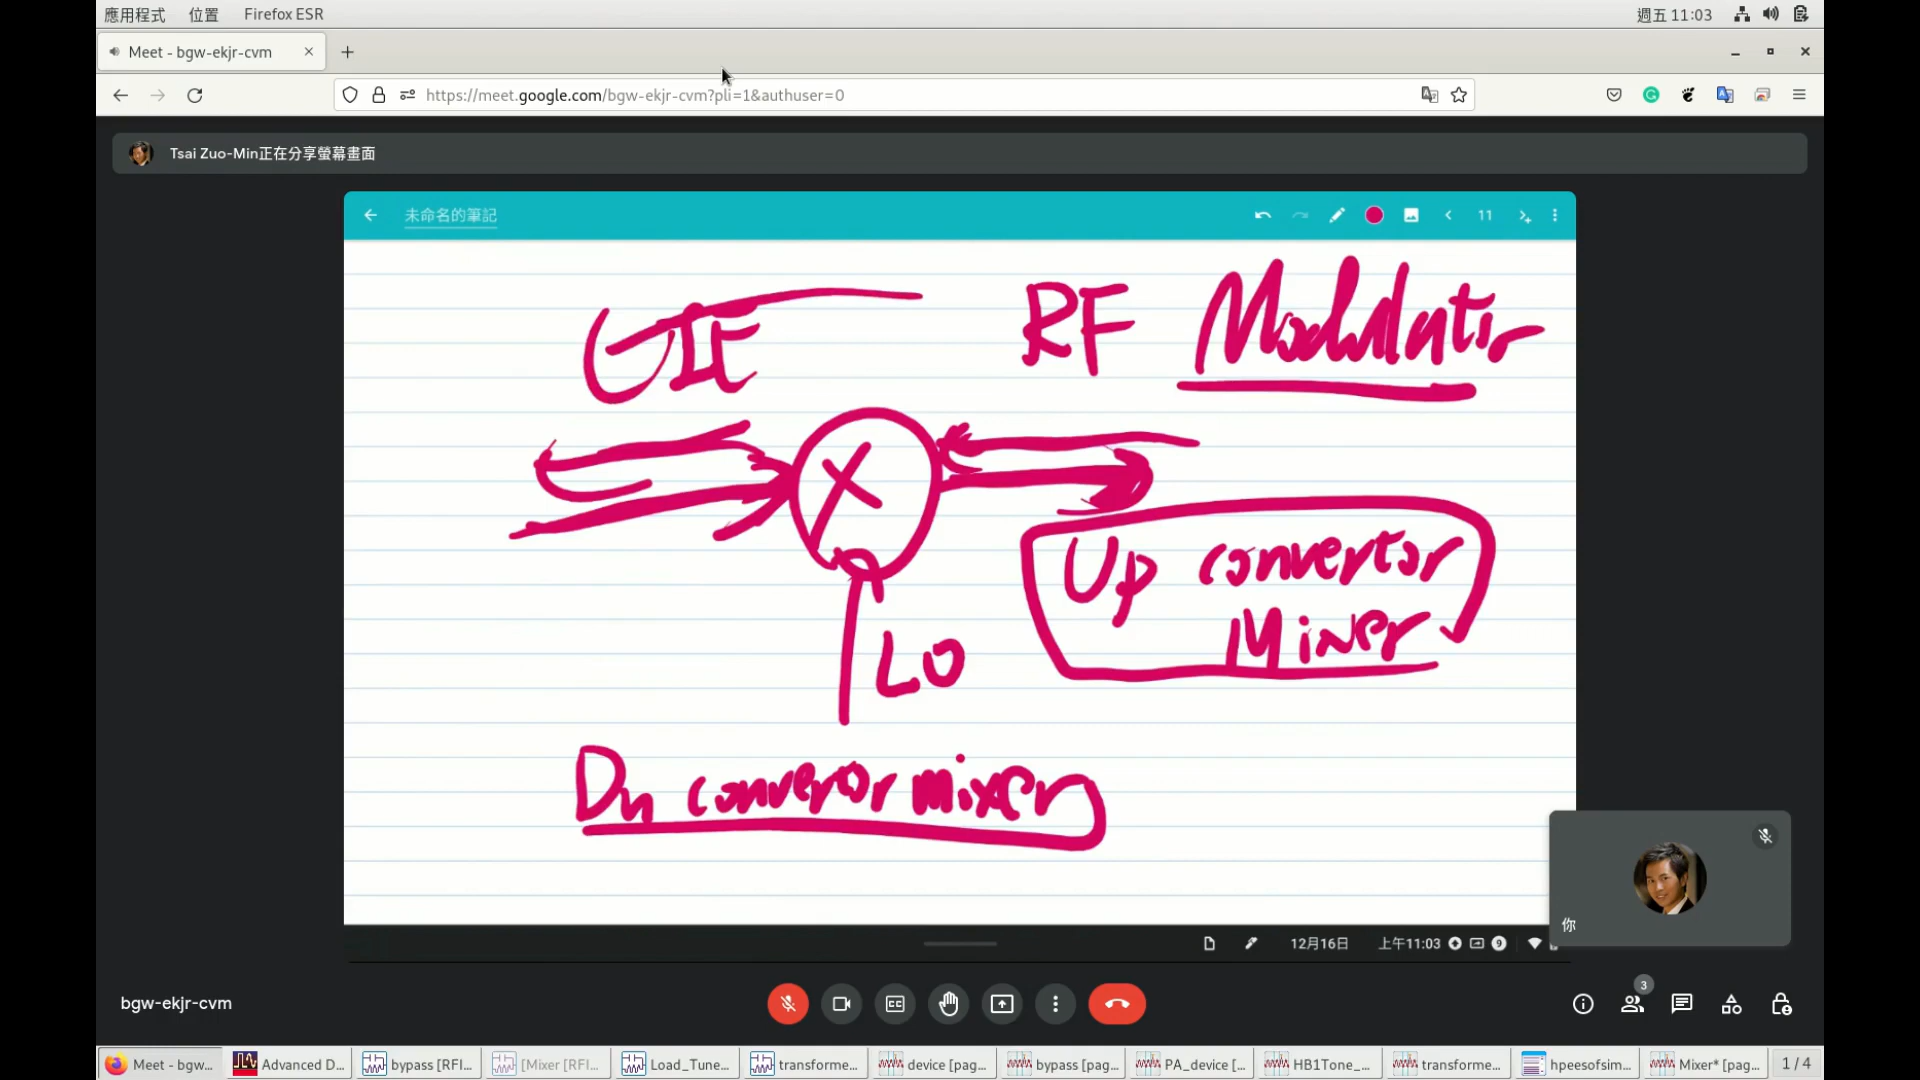 應用程式 位置 Firefox ESR 週五 11:03
Meet - bgw-ekjr-cvm
https://meet.google.com/bgw-ekjr-cvm?pli=1&authuser=0
Tsai Zuo-Min正在分享螢幕畫面
未命名的筆記 11
IF RF
X
Up convertor
Mixer
LO
Dn convertor mixer
你
12月16日 上午11:03 9
bgw-ekjr-cvm 3
Meet - bgw... Advanced D... bypass [RFI... [Mixer [RFI... Load_Tune... transforme... device [pag... bypass [pag... PA_device [... HB1Tone_... transforme... hpeesofsim... Mixer* [pag... 1 / 4